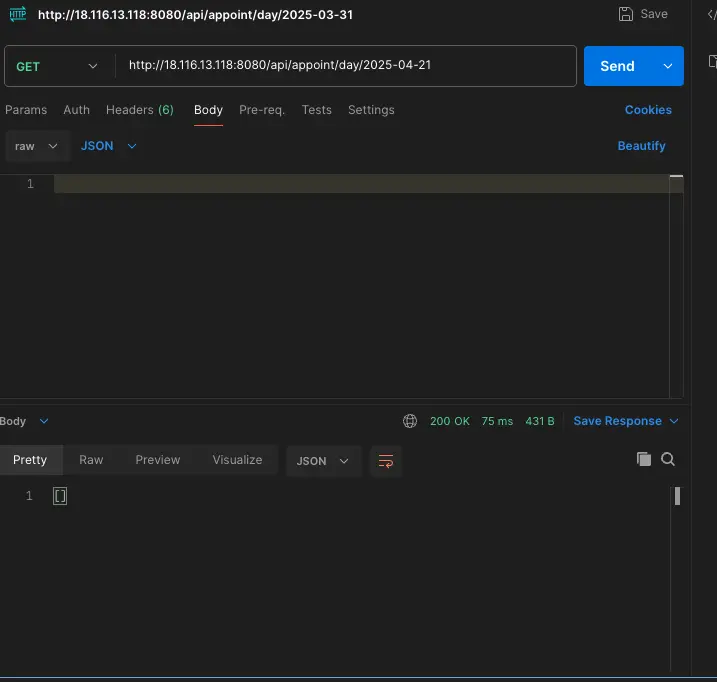 HTTP http://18.116.13.118:8080/api/appoint/day/2025-03-31 Save
GET http://18.116.13.118:8080/api/appoint/day/2025-04-21 Send
Params Auth Headers (6) Body Pre-req. Tests Settings Cookies
raw JSON Beautify
1
Body 200 OK 75 ms 431 B Save Response
Pretty Raw Preview Visualize JSON
1 []